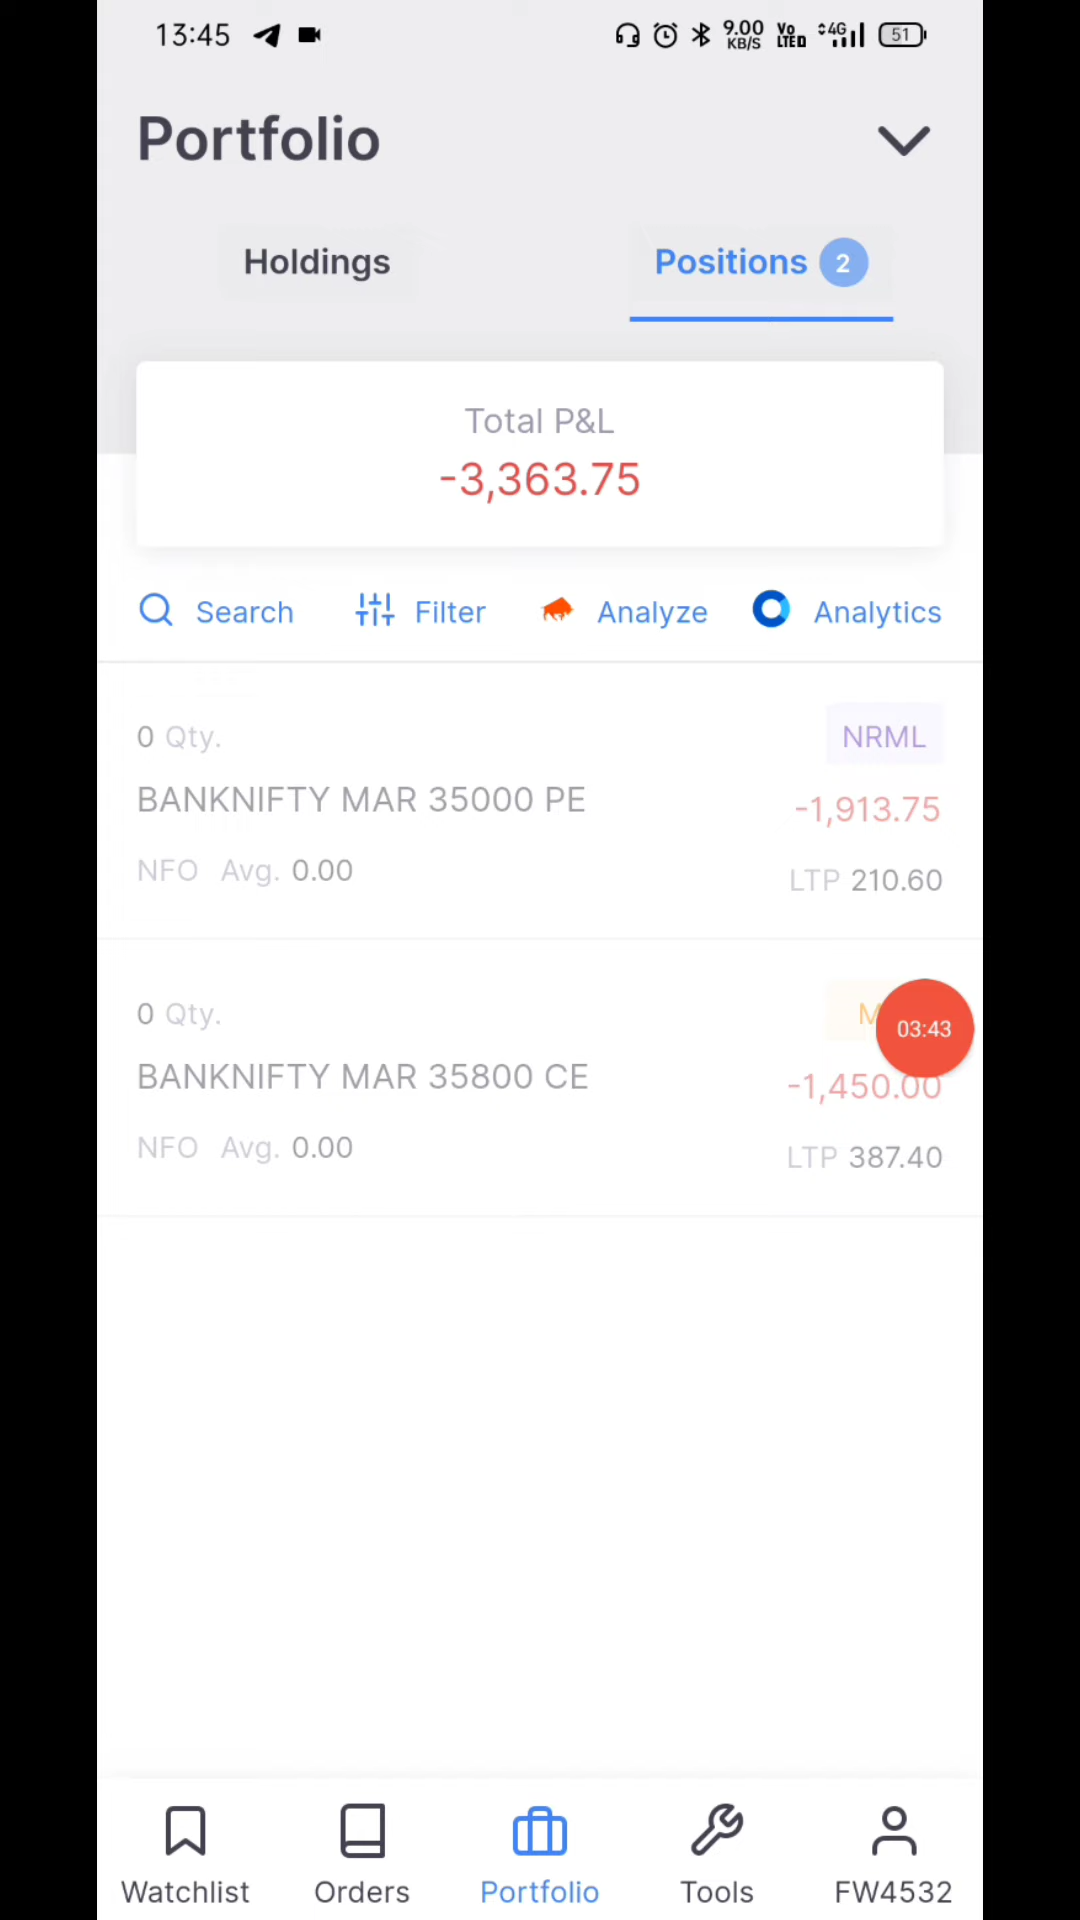 13:45 9.00 KB/S Vo LTE D 4G 51
Portfolio
Holdings Positions 2
Total P&L
-3,363.75
Search Filter Analyze Analytics
0 Qty. NRML
BANKNIFTY MAR 35000 PE -1,913.75
NFO Avg. 0.00 LTP 210.60
0 Qty.
03:43
BANKNIFTY MAR 35800 CE -1,450.00
NFO Avg. 0.00 LTP 387.40
Watchlist Orders Portfolio Tools FW4532